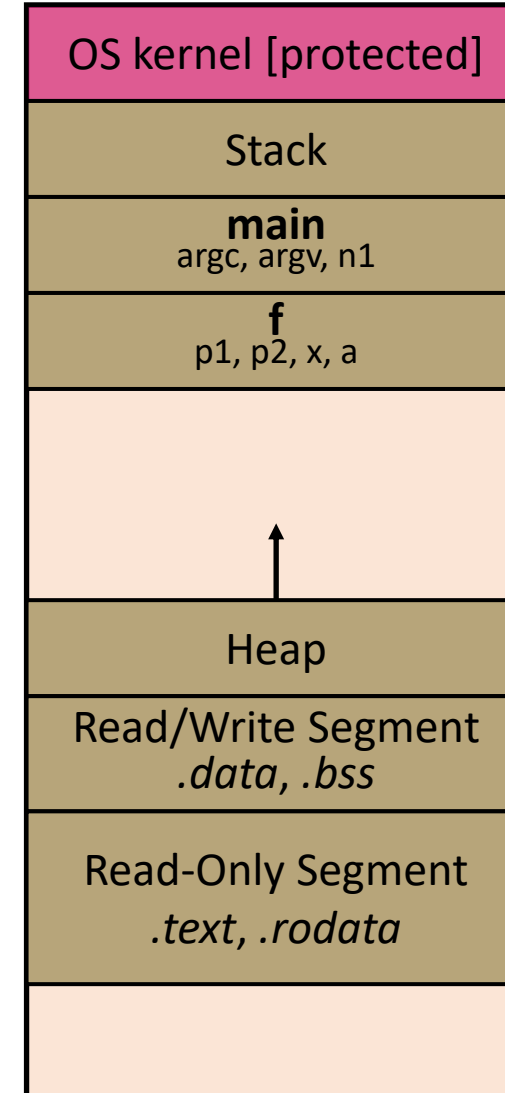 OS kernel [protected]
Stack
main
argc, argv, n1
f
p1, p2, x, a
Heap
Read/Write Segment
.data, .bss
Read-Only Segment
.text, .rodata